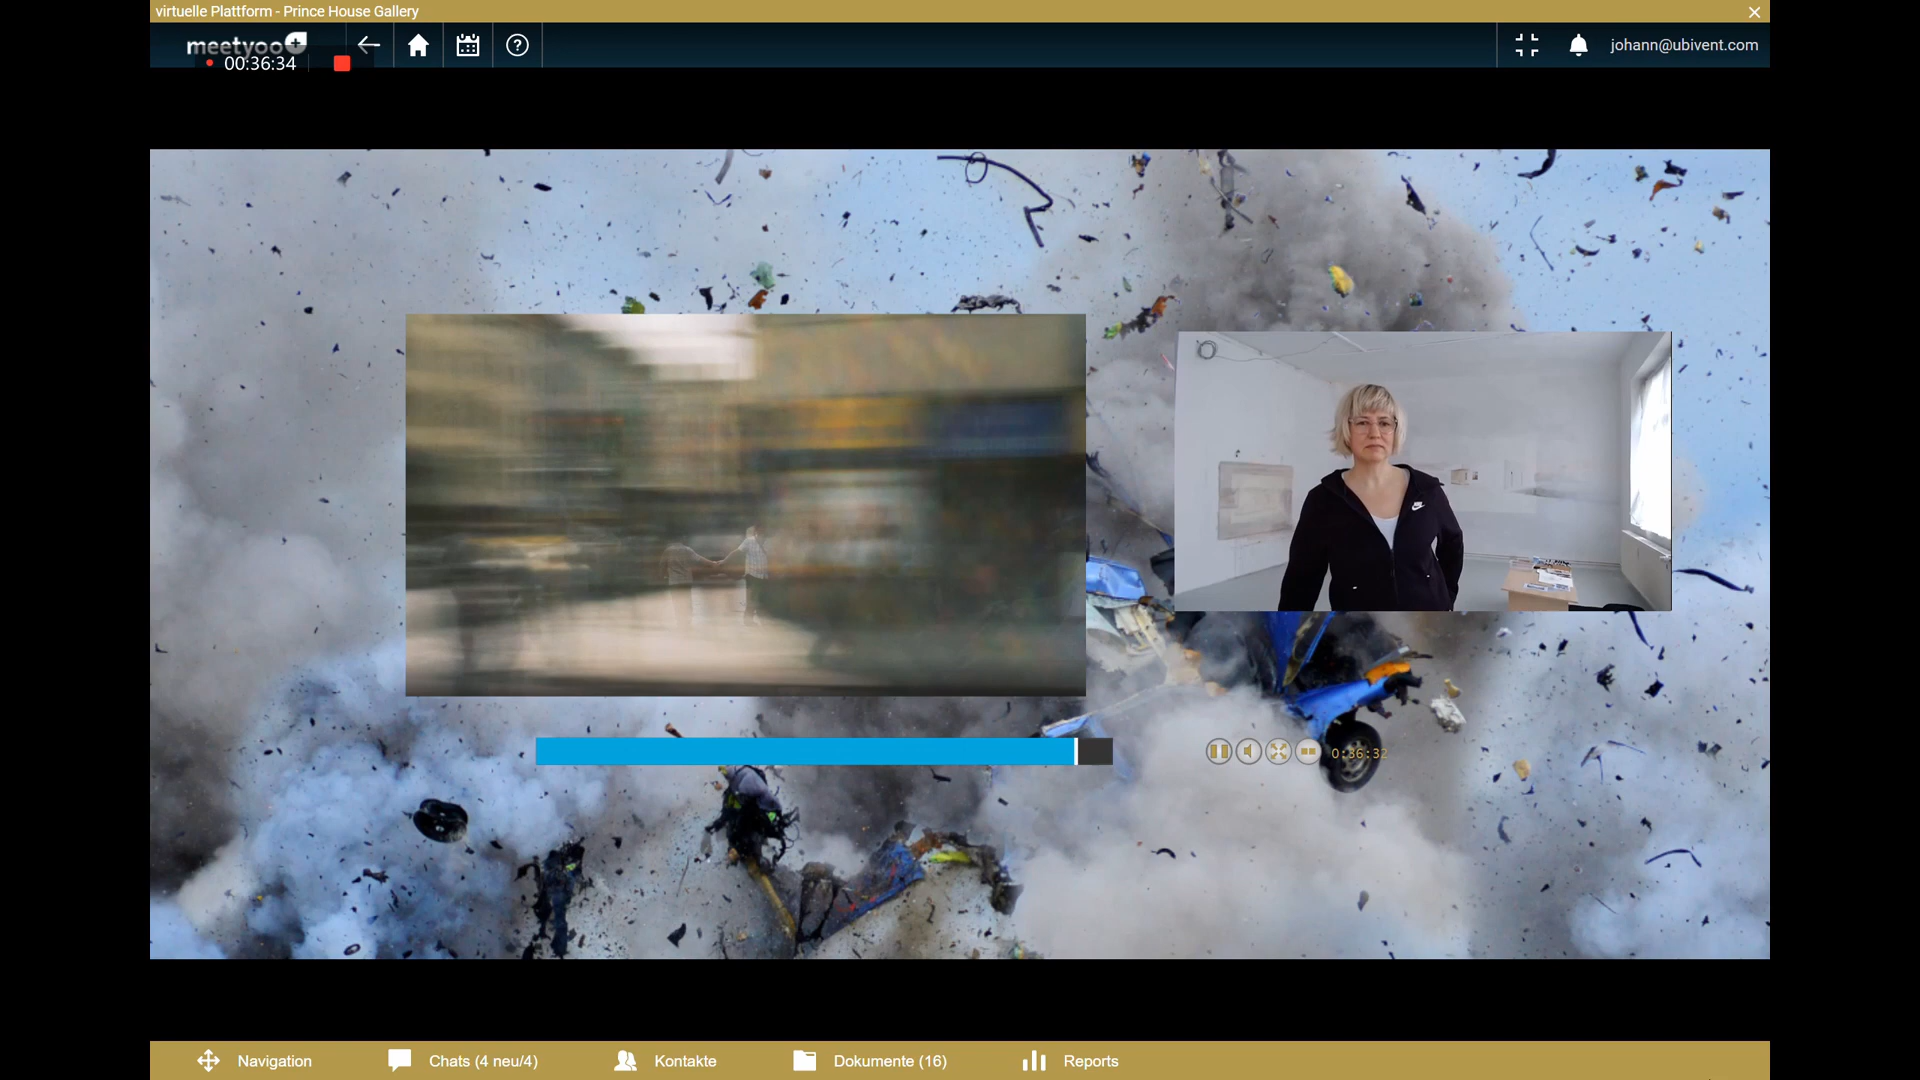 virtuelle Plattform - Prince House Gallery
meetyoo
johann@ubivent.com
00:36:34
0:36:32
Navigation
Chats (4 neu/4)
Kontakte
Dokumente (16)
Reports